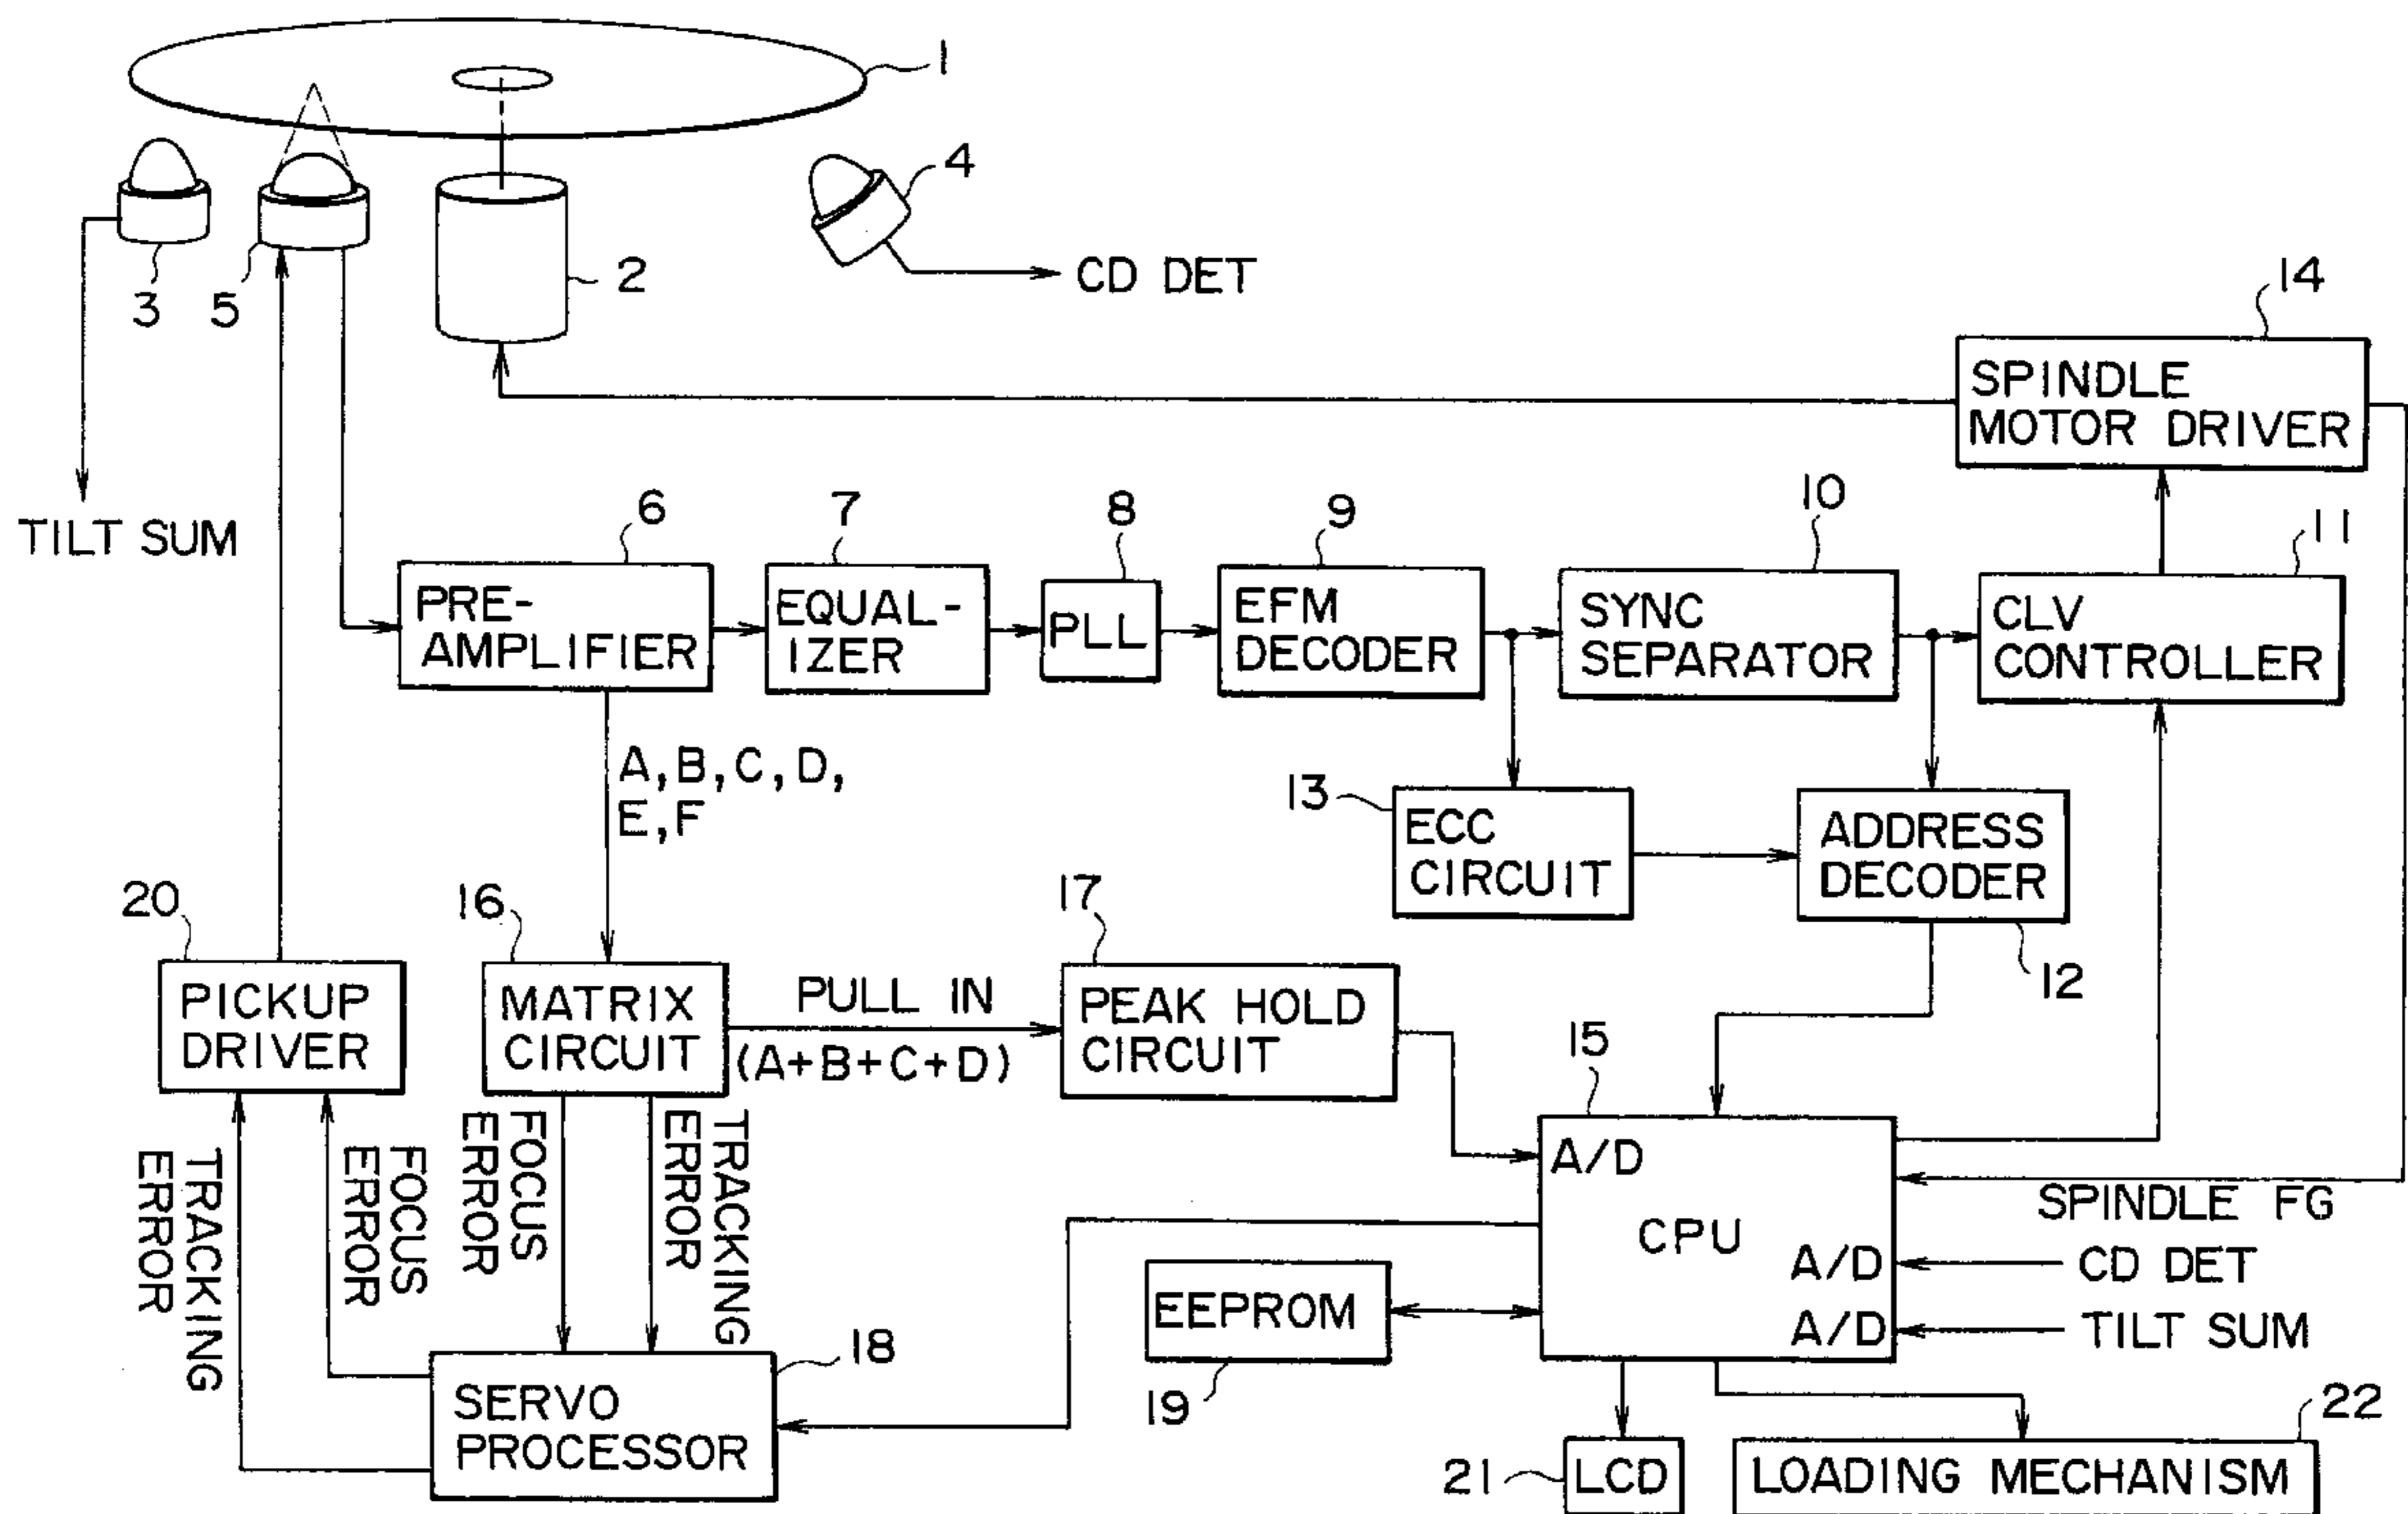 1
4
3
5
2
CD DET
14
SPINDLE
MOTOR DRIVER
TILT SUM
6
7
8
9
10
11
PRE-
AMPLIFIER
EQUAL-
IZER
PLL
EFM
DECODER
SYNC
SEPARATOR
CLV
CONTROLLER
A, B, C, D,
E, F
13
ECC
CIRCUIT
ADDRESS
DECODER
12
20
16
17
PICKUP
DRIVER
MATRIX
CIRCUIT
PULL IN
(A+B+C+D)
PEAK HOLD
CIRCUIT
15
TRACKING
ERROR
FOCUS
ERROR
FOCUS
ERROR
TRACKING
ERROR
A/D
CPU
SPINDLE FG
A/D
CD DET
A/D
TILT SUM
EEPROM
19
18
SERVO
PROCESSOR
21
LCD
22
LOADING MECHANISM